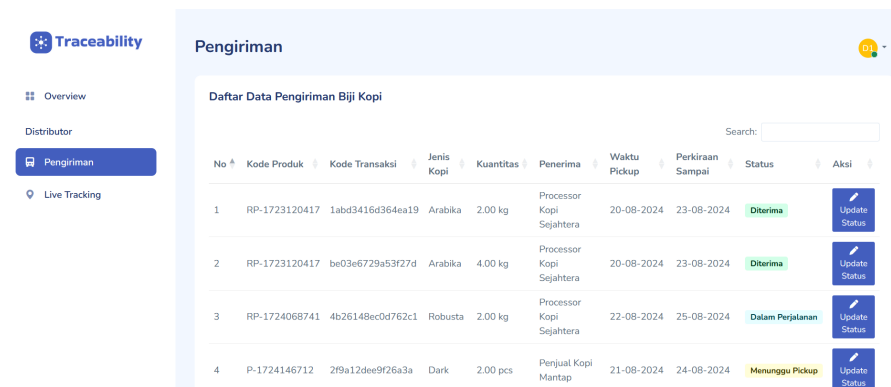 Traceability
Pengiriman
D1
Overview
Distributor
Pengiriman
Live Tracking
Daftar Data Pengiriman Biji Kopi
Search:
No Kode Produk Kode Transaksi Jenis Kopi Kuantitas Penerima Waktu Pickup Perkiraan Sampai Status Aksi
1 RP-1723120417 1abd3416d364ea19 Arabika 2.00 kg Processor Kopi Sejahtera 20-08-2024 23-08-2024 Diterima Update Status
2 RP-1723120417 be03e6729a53f27d Arabika 4.00 kg Processor Kopi Sejahtera 20-08-2024 23-08-2024 Diterima Update Status
3 RP-1724068741 4b26148ec0d762c1 Robusta 2.00 kg Processor Kopi Sejahtera 22-08-2024 25-08-2024 Dalam Perjalanan Update Status
4 P-1724146712 2f9a12dee9f26a3a Dark 2.00 pcs Penjual Kopi Mantap 21-08-2024 24-08-2024 Menunggu Pickup Update Status